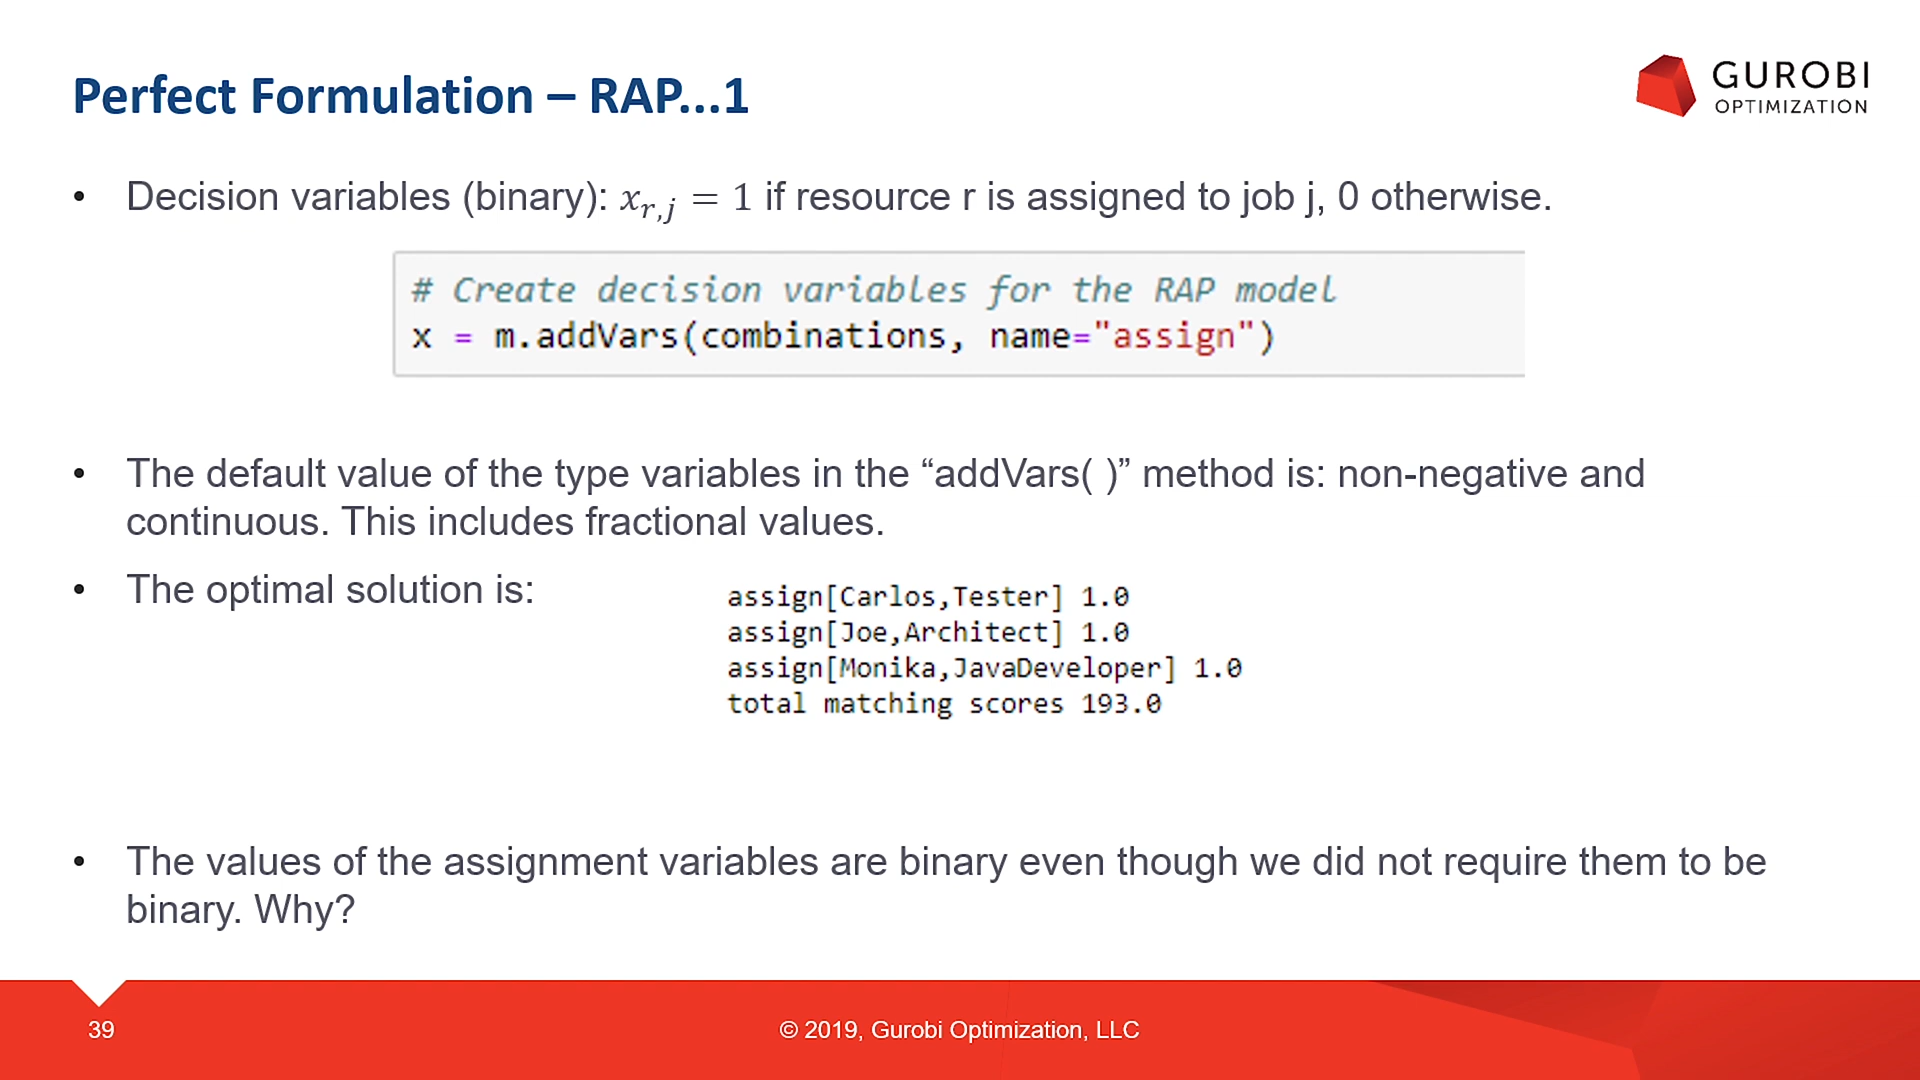 Perfect Formulation – RAP...1
GUROBI
OPTIMIZATION
• Decision variables (binary): x_{r,j} = 1 if resource r is assigned to job j, 0 otherwise.
# Create decision variables for the RAP model
x = m.addVars(combinations, name="assign")
• The default value of the type variables in the “addVars( )” method is: non-negative and
continuous. This includes fractional values.
• The optimal solution is:
assign[Carlos,Tester] 1.0
assign[Joe,Architect] 1.0
assign[Monika,JavaDeveloper] 1.0
total matching scores 193.0
• The values of the assignment variables are binary even though we did not require them to be
binary. Why?
39
© 2019, Gurobi Optimization, LLC